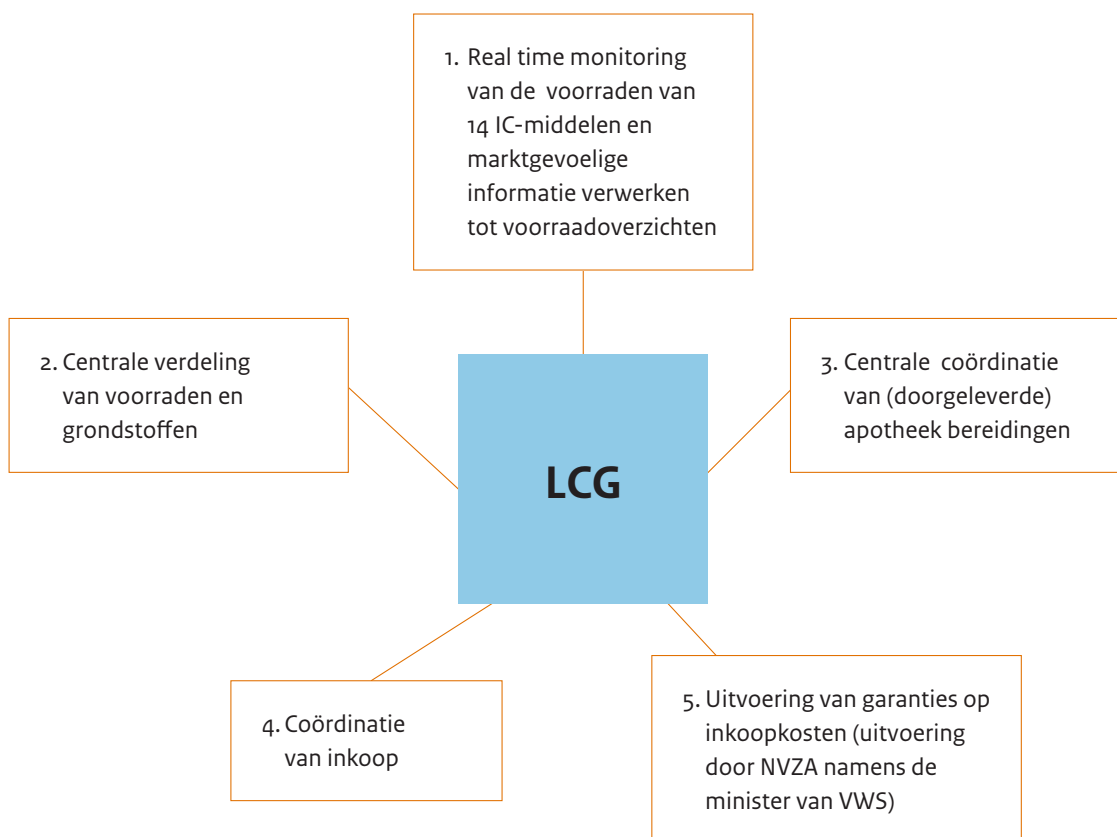 1. Real time monitoring
van de voorraden van
14 IC-middelen en
marktgevoelige
informatie verwerken
tot voorraadoverzichten
2. Centrale verdeling
van voorraden en
grondstoffen
3. Centrale coördinatie
van (doorgeleverde)
apotheek bereidingen
LCG
4. Coördinatie
van inkoop
5. Uitvoering van garanties op
inkoopkosten (uitvoering
door NVZA namens de
minister van VWS)